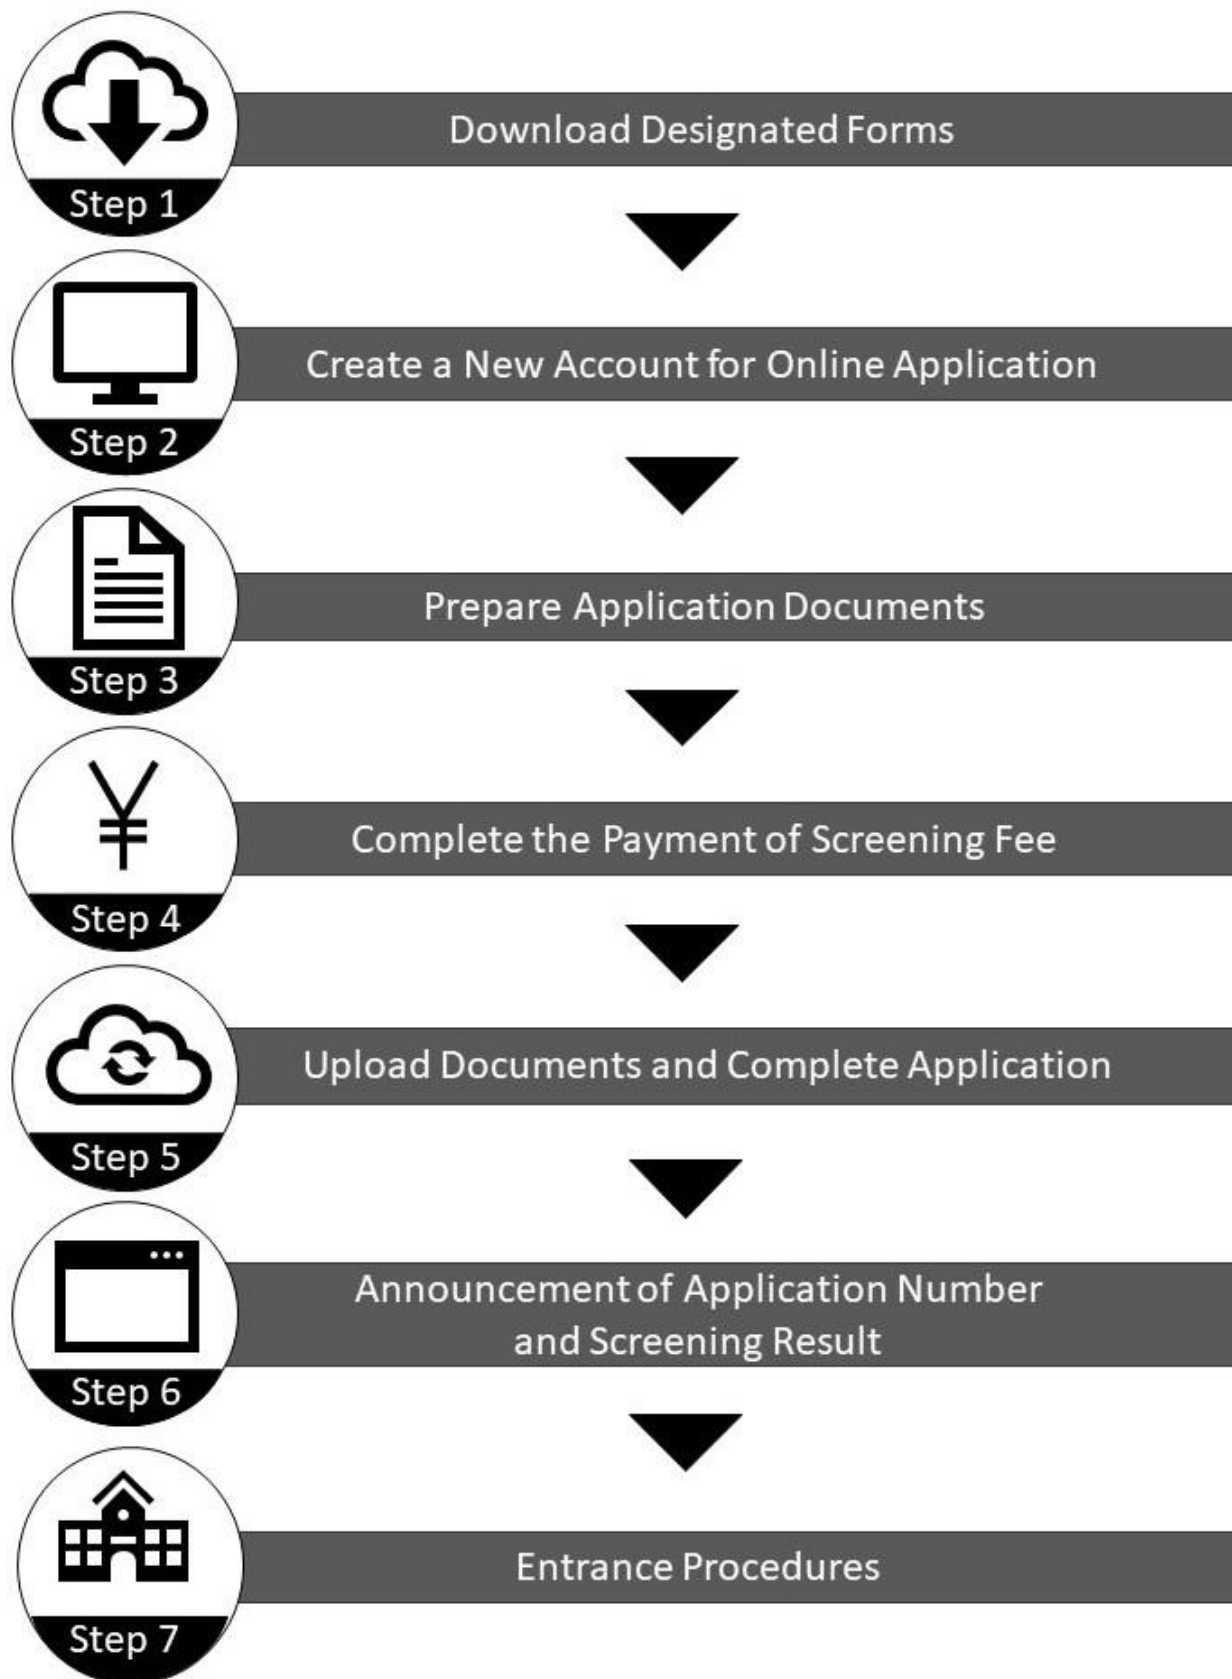 Download Designated Forms
Step 1
Create a New Account for Online Application
Step 2
Prepare Application Documents
Step 3
¥
Complete the Payment of Screening Fee
Step 4
Upload Documents and Complete Application
Step 5
Announcement of Application Number
and Screening Result
Step 6
Entrance Procedures
Step 7